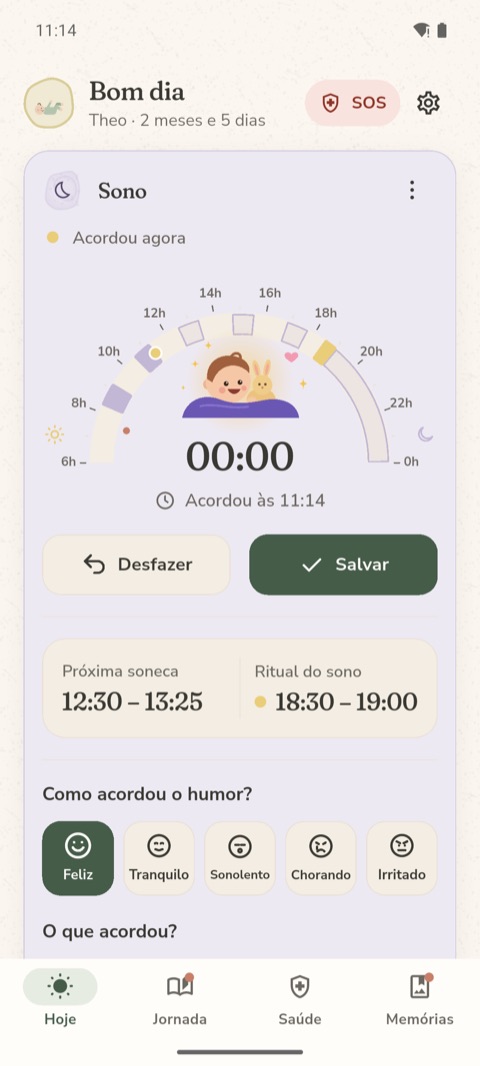 11:14
Bom dia
Theo · 2 meses e 5 dias
SOS
Sono
Acordou agora
14h
16h
12h
18h
10h
20h
8h
22h
6h
0h
00:00
Acordou às 11:14
Desfazer
Salvar
Próxima soneca
12:30 – 13:25
Ritual do sono
18:30 – 19:00
Como acordou o humor?
Feliz
Tranquilo
Sonolento
Chorando
Irritado
O que acordou?
Hoje
Jornada
Saúde
Memórias